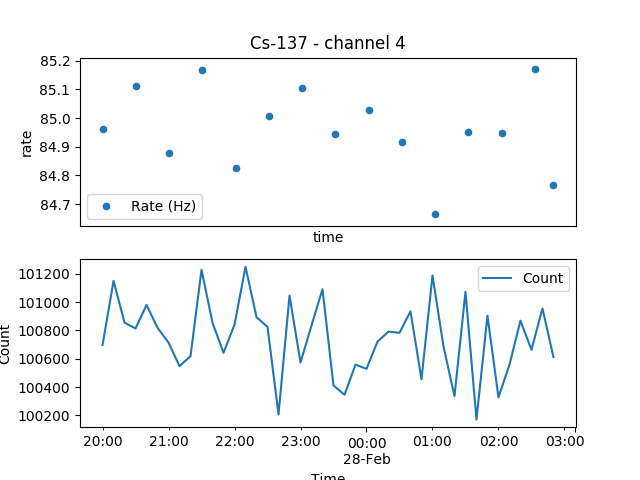 Cs-137 - channel 4
85.2
85.1
85.0
84.9
84.8
84.7
rate
Rate (Hz)
time
101200
101000
100800
100600
100400
100200
Count
Count
20:00 21:00 22:00 23:00 00:00 01:00 02:00 03:00
28-Feb
Time